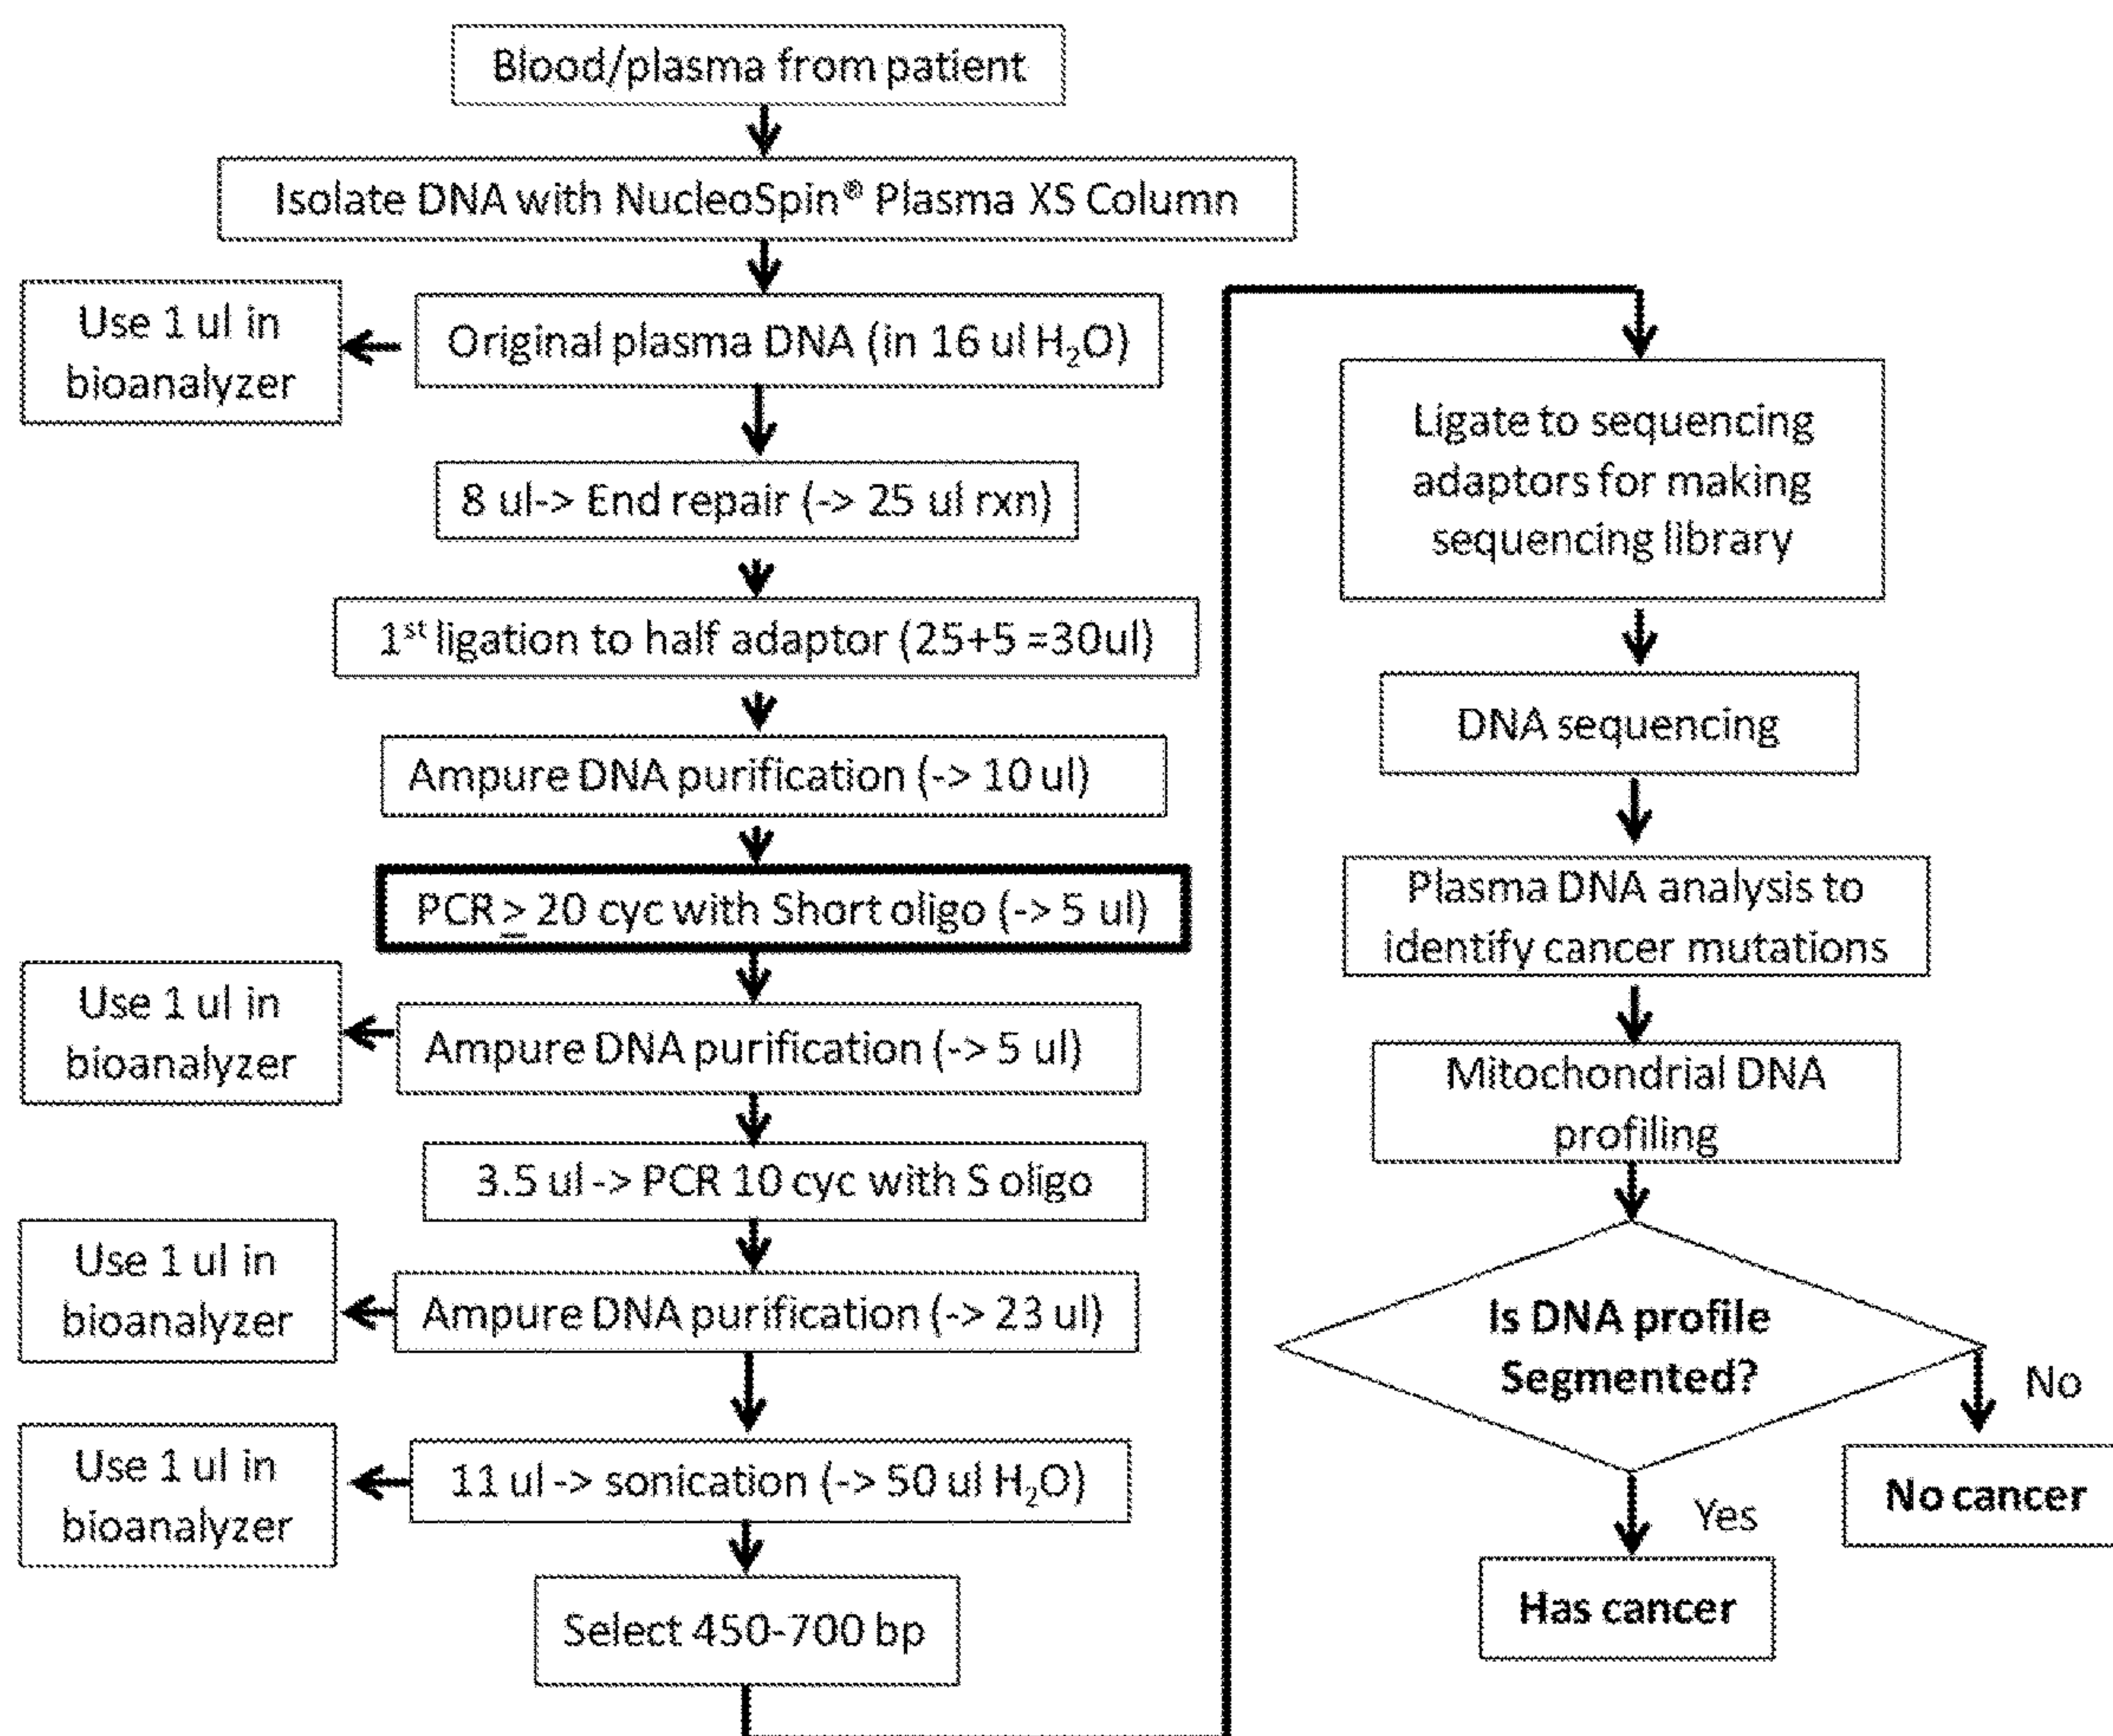 Blood/plasma from patient
Isolate DNA with NucleoSpin® Plasma XS Column
Use 1 ul in
bioanalyzer
Original plasma DNA (in 16 ul H₂O)
8 ul-> End repair (-> 25 ul rxn)
1st ligation to half adaptor (25+5 =30ul)
Ampure DNA purification (-> 10 ul)
PCR ≥ 20 cyc with Short oligo (-> 5 ul)
Use 1 ul in
bioanalyzer
Ampure DNA purification (-> 5 ul)
3.5 ul -> PCR 10 cyc with S oligo
Use 1 ul in
bioanalyzer
Ampure DNA purification (-> 23 ul)
Use 1 ul in
bioanalyzer
11 ul -> sonication (-> 50 ul H₂O)
Select 450-700 bp
Ligate to sequencing
adaptors for making
sequencing library
DNA sequencing
Plasma DNA analysis to
identify cancer mutations
Mitochondrial DNA
profiling
Is DNA profile
Segmented?
No
No cancer
Yes
Has cancer